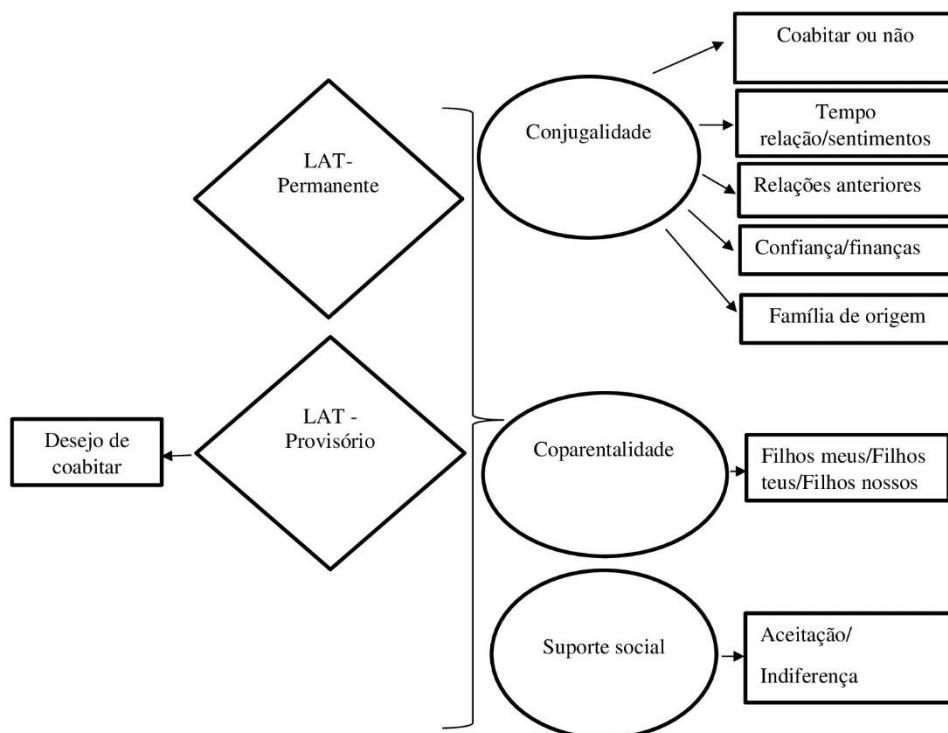 LAT-
Permanente
LAT -
Provisório
Desejo de
coabitar
Conjugalidade
Coabitar ou não
Tempo
relação/sentimentos
Relações anteriores
Confiança/finanças
Família de origem
Coparentalidade
Filhos meus/Filhos
teus/Filhos nossos
Suporte social
Aceitação/
Indiferença